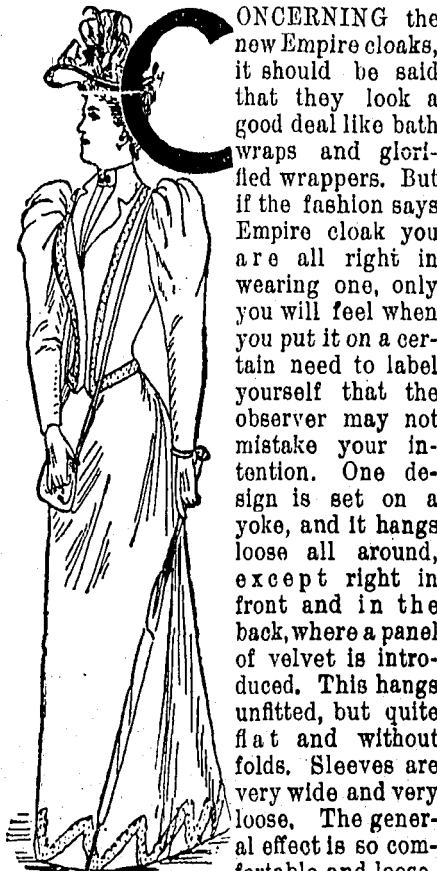 CONCERNING the
new Empire cloaks,
it should be said
that they look a
good deal like bath
wraps and glori-
fied wrappers. But
if the fashion says
Empire cloak you
are all right in
wearing one, only
you will feel when
you put it on a cer-
tain need to label
yourself that the
observer may not
mistake your in-
tention. One de-
sign is set on a
yoke, and it hangs
loose all around,
except right in
front and in the
back, where a panel
of velvet is intro-
duced. This hangs
unfitted, but quite
flat and without
folds. Sleeves are
very wide and very
loose. The gener-
al effect is so com-
fortable and loose